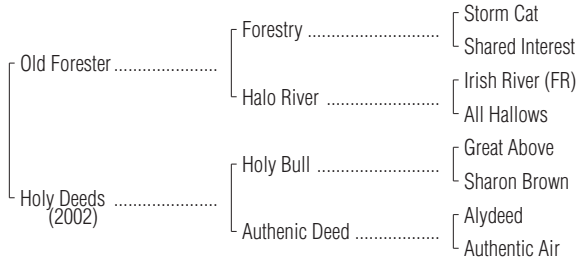 Storm Cat
Forestry ........................
Shared Interest
Old Forester ...................
Irish River (FR)
Halo River .....................
All Hallows
Great Above
Holy Bull .......................
Sharon Brown
Holy Deeds ...................
(2002)
Alydeed
Authenic Deed .................
Authentic Air